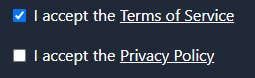 I accept the Terms of Service
I accept the Privacy Policy